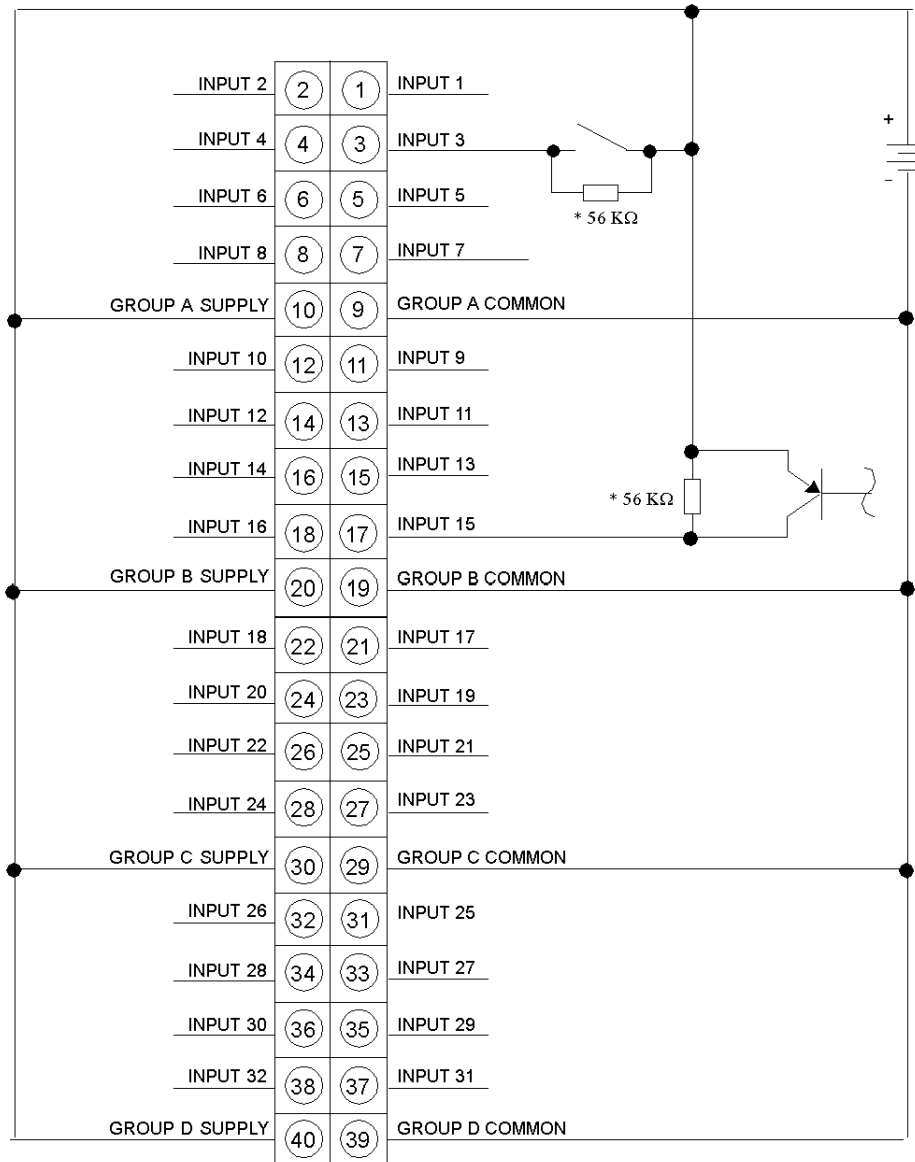 INPUT 2 2 1 INPUT 1
+
INPUT 4 4 3 INPUT 3
-
INPUT 6 6 5 INPUT 5
* 56 KΩ
INPUT 8 8 7 INPUT 7
GROUP A SUPPLY 10 9 GROUP A COMMON
INPUT 10 12 11 INPUT 9
INPUT 12 14 13 INPUT 11
INPUT 14 16 15 INPUT 13
* 56 KΩ
INPUT 16 18 17 INPUT 15
GROUP B SUPPLY 20 19 GROUP B COMMON
INPUT 18 22 21 INPUT 17
INPUT 20 24 23 INPUT 19
INPUT 22 26 25 INPUT 21
INPUT 24 28 27 INPUT 23
GROUP C SUPPLY 30 29 GROUP C COMMON
INPUT 26 32 31 INPUT 25
INPUT 28 34 33 INPUT 27
INPUT 30 36 35 INPUT 29
INPUT 32 38 37 INPUT 31
GROUP D SUPPLY 40 39 GROUP D COMMON